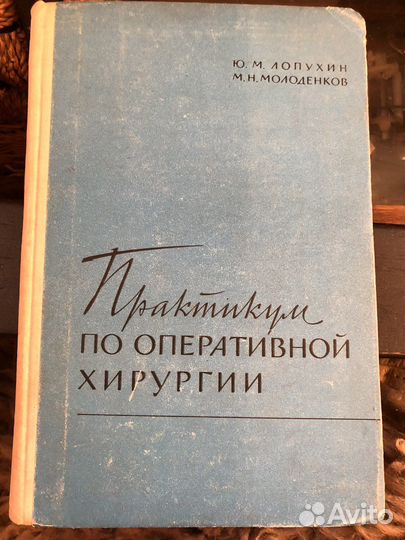 Ю. М. ЛОПУХИН
М. Н. МОЛОДЕНКОВ
Практикум
ПО ОПЕРАТИВНОЙ
ХИРУРГИИ
Avito